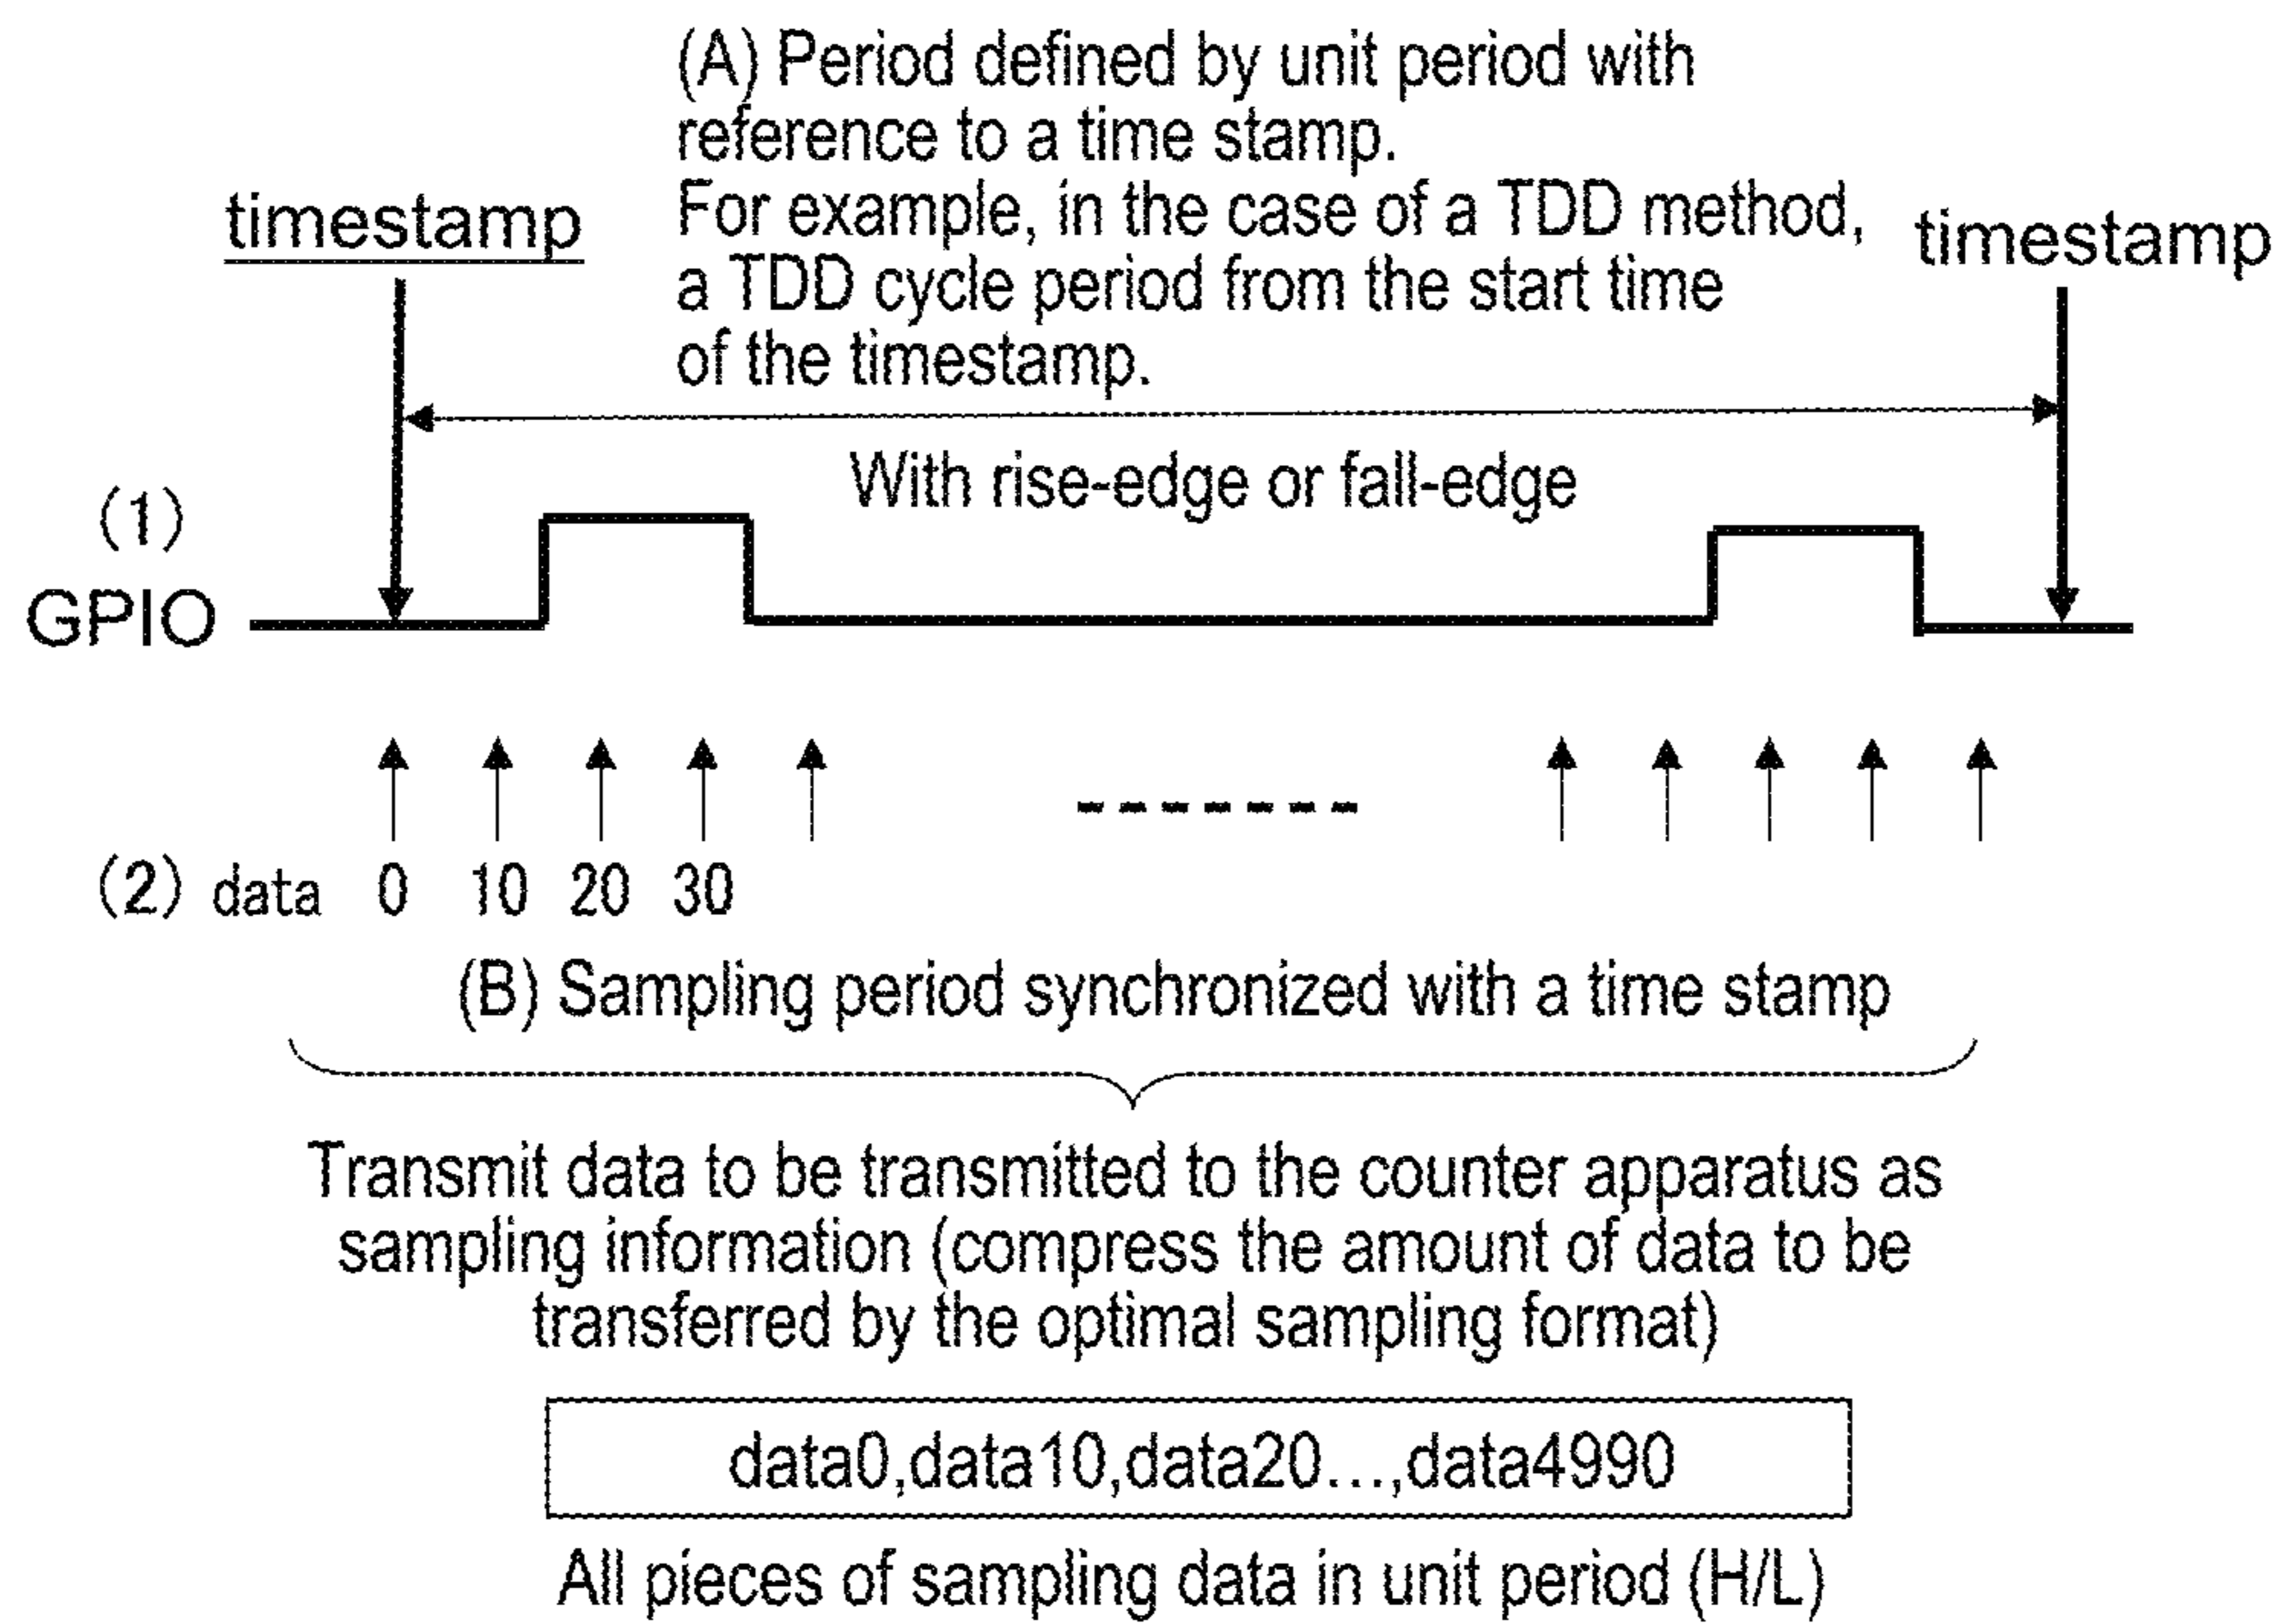 (A) Period defined by unit period with
reference to a time stamp.
For example, in the case of a TDD method,
a TDD cycle period from the start time
of the timestamp.
timestamp
timestamp
With rise-edge or fall-edge
(1)
GPIO
(2) data 0 10 20 30
(B) Sampling period synchronized with a time stamp
Transmit data to be transmitted to the counter apparatus as
sampling information (compress the amount of data to be
transferred by the optimal sampling format)
data0,data10,data20...,data4990
All pieces of sampling data in unit period (H/L)